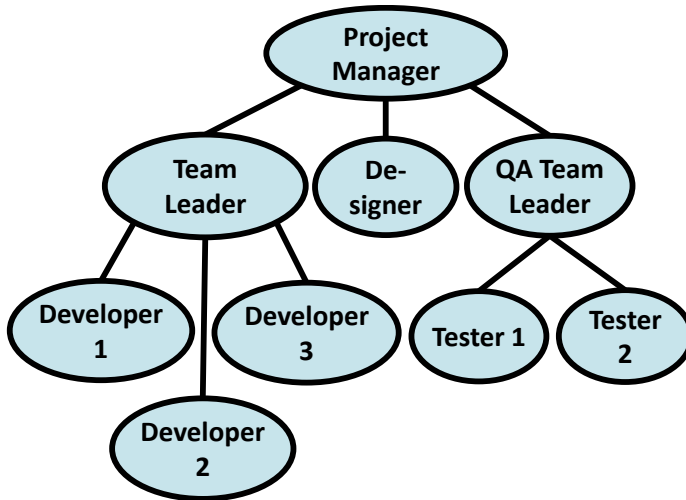 Project
Manager
Team
Leader
De-
signer
QA Team
Leader
Developer
1
Developer
3
Tester 1
Tester
2
Developer
2